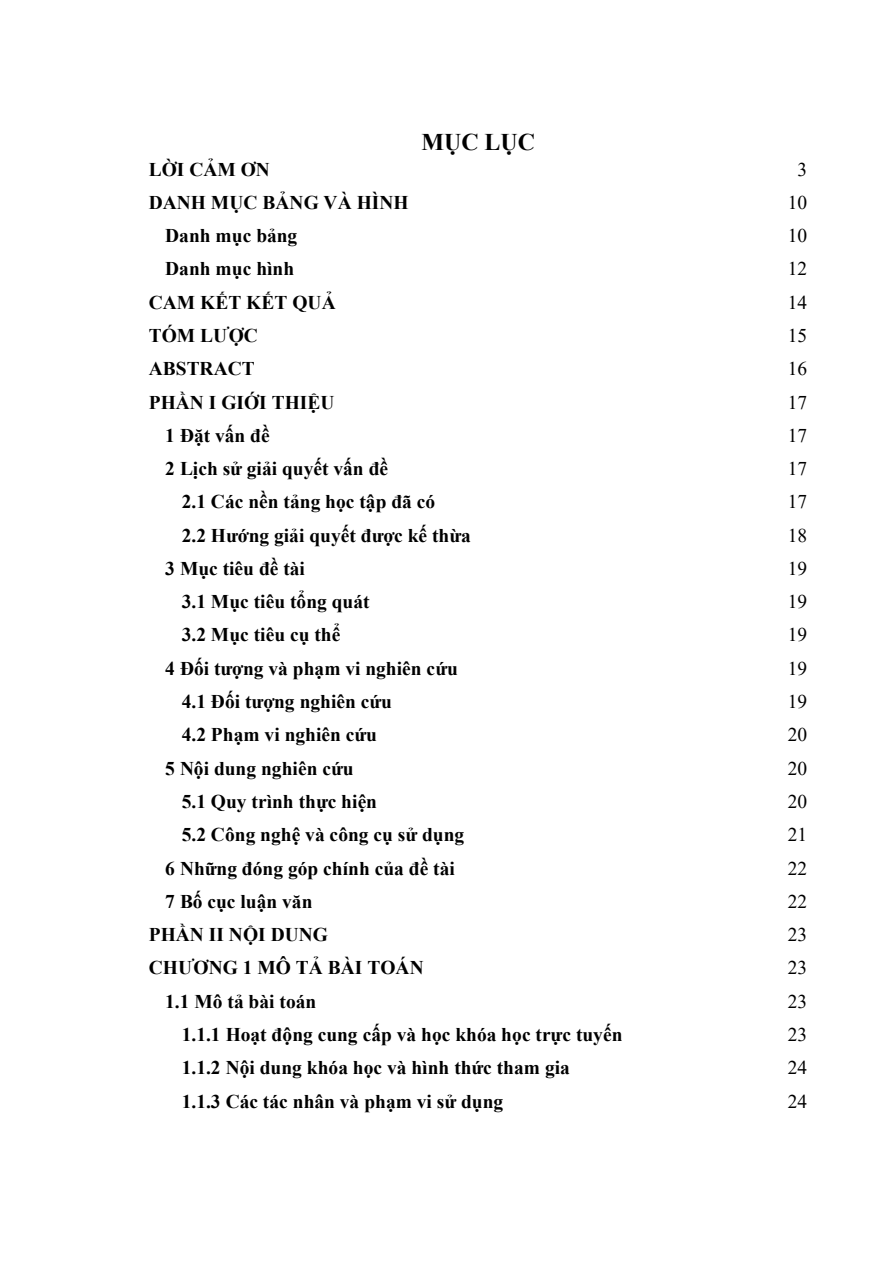 MỤC LỤC
LỜI CẢM ƠN 3
DANH MỤC BẢNG VÀ HÌNH 10
Danh mục bảng 10
Danh mục hình 12
CAM KẾT KẾT QUẢ 14
TÓM LƯỢC 15
ABSTRACT 16
PHẦN I GIỚI THIỆU 17
1 Đặt vấn đề 17
2 Lịch sử giải quyết vấn đề 17
2.1 Các nền tảng học tập đã có 17
2.2 Hướng giải quyết được kế thừa 18
3 Mục tiêu đề tài 19
3.1 Mục tiêu tổng quát 19
3.2 Mục tiêu cụ thể 19
4 Đối tượng và phạm vi nghiên cứu 19
4.1 Đối tượng nghiên cứu 19
4.2 Phạm vi nghiên cứu 20
5 Nội dung nghiên cứu 20
5.1 Quy trình thực hiện 20
5.2 Công nghệ và công cụ sử dụng 21
6 Những đóng góp chính của đề tài 22
7 Bố cục luận văn 22
PHẦN II NỘI DUNG 23
CHƯƠNG 1 MÔ TẢ BÀI TOÁN 23
1.1 Mô tả bài toán 23
1.1.1 Hoạt động cung cấp và học khóa học trực tuyến 23
1.1.2 Nội dung khóa học và hình thức tham gia 24
1.1.3 Các tác nhân và phạm vi sử dụng 24